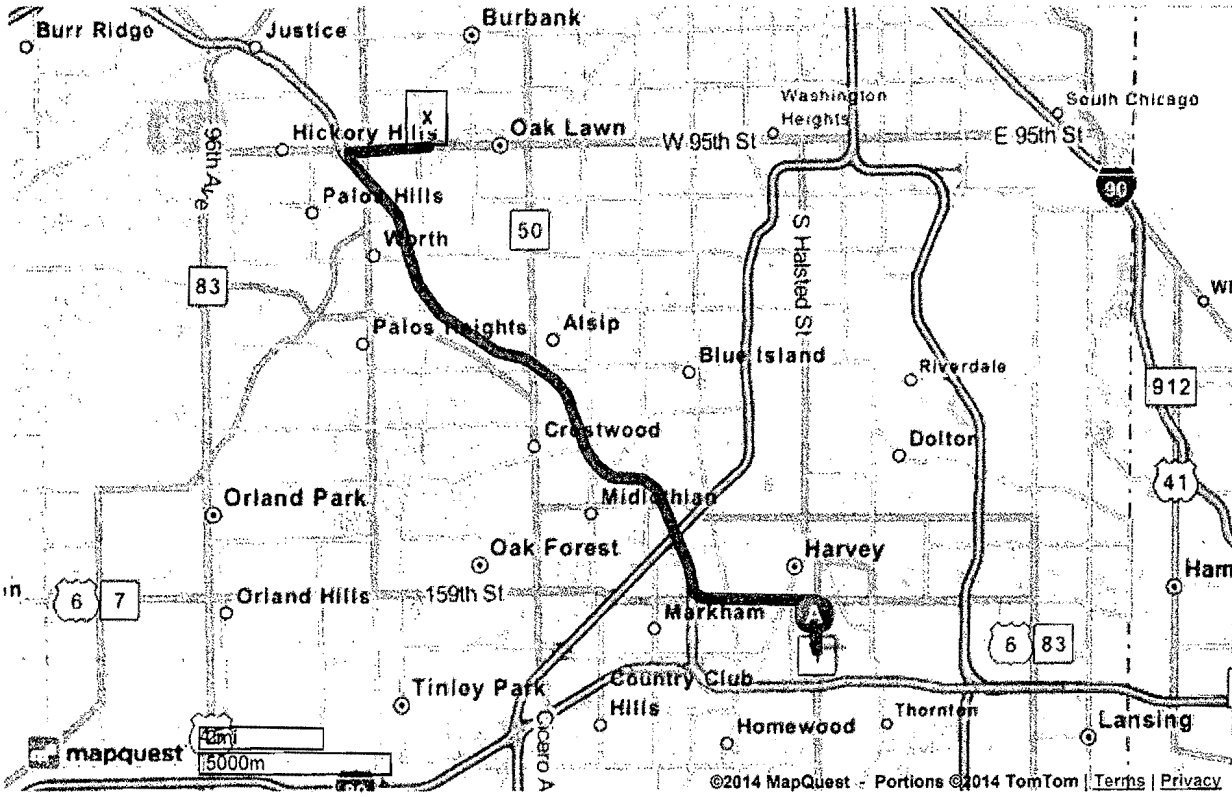 Burr Ridge
Justice
Burbank
Washington
Heights
South Chicago
Hickory Hills
X
Oak Lawn
W 95th St
E 95th St
96th Ave
90
Palos Hills
50
Worth
S Halsted St
83
Palos Heights
Alsip
Blue Island
Riverdale
912
Crestwood
Dolton
41
Orland Park
Midlothian
Oak Forest
Harvey
6
7
Orland Hills
159th St
Markham
A
6
83
Tinley Park
Country Club
Hills
Cicero A
Homewood
Thornton
Lansing
mapquest
2mi
5000m
©2014 MapQuest - Portions ©2014 TomTom | Terms | Privacy